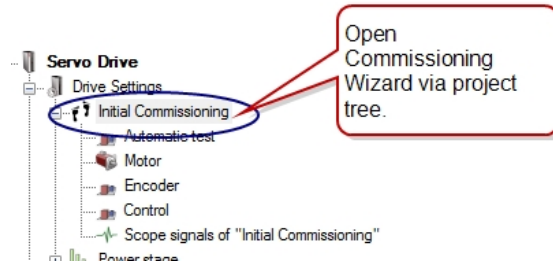 Servo Drive
Drive Settings
Initial Commissioning
Automatic test
Motor
Encoder
Control
Scope signals of "Initial Commissioning"
Power stage
Open
Commissioning
Wizard via project
tree.